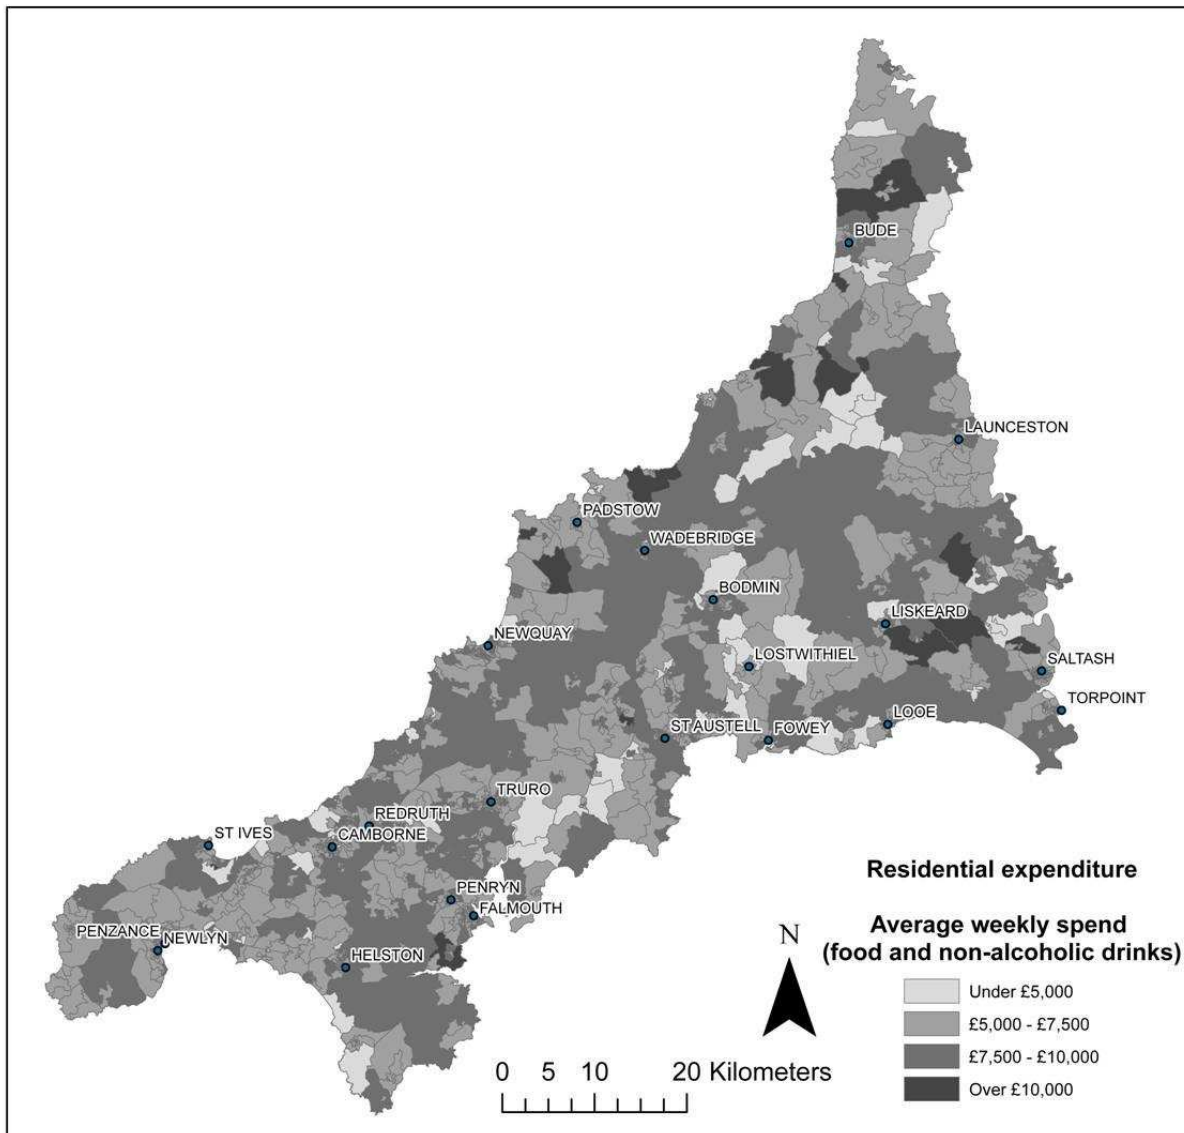 BUDE
LAUNCESTON
PADSTOW
WADEBRIDGE
BODMIN
LISKEARD
NEWQUAY
LOSTWITHIEL
SALTASH
TORPOINT
ST AUSTELL
FOWEY
LOOE
TRURO
REDRUTH
ST IVES
CAMBORNE
PENRYN
FALMOUTH
PENZANCE
NEWLYN
HELSTON
Residential expenditure
Average weekly spend
(food and non-alcoholic drinks)
Under £5,000
£5,000 - £7,500
£7,500 - £10,000
Over £10,000
N
0 5 10 20 Kilometers